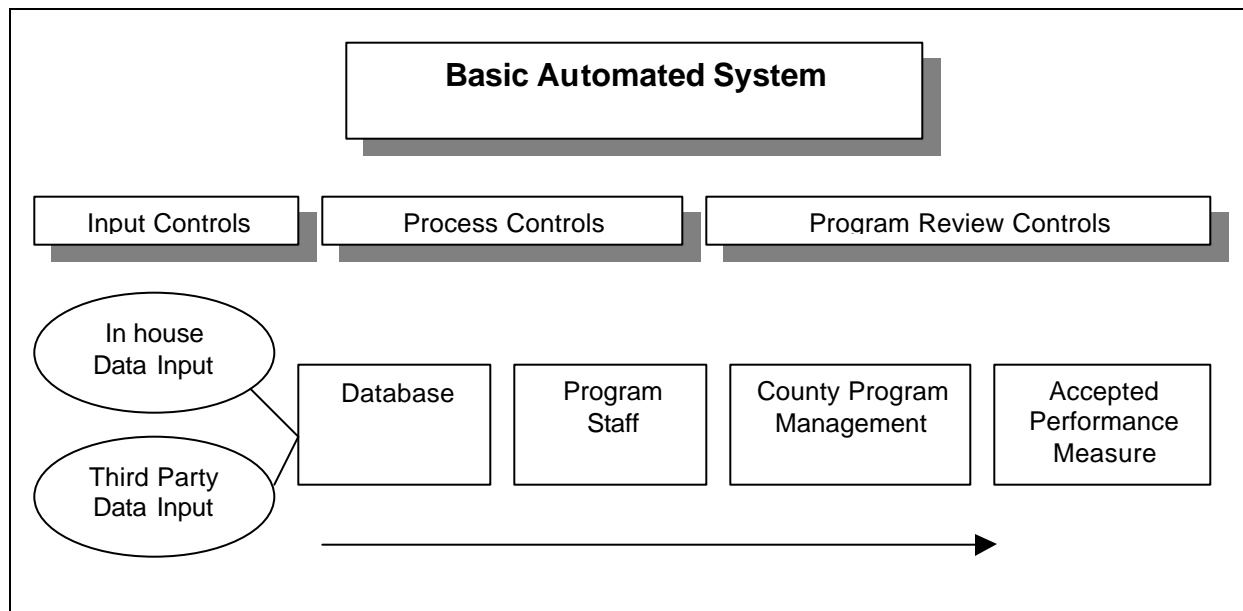 Basic Automated System
Input Controls
Process Controls
Program Review Controls
In house
Data Input
Third Party
Data Input
Database
Program
Staff
County Program
Management
Accepted
Performance
Measure